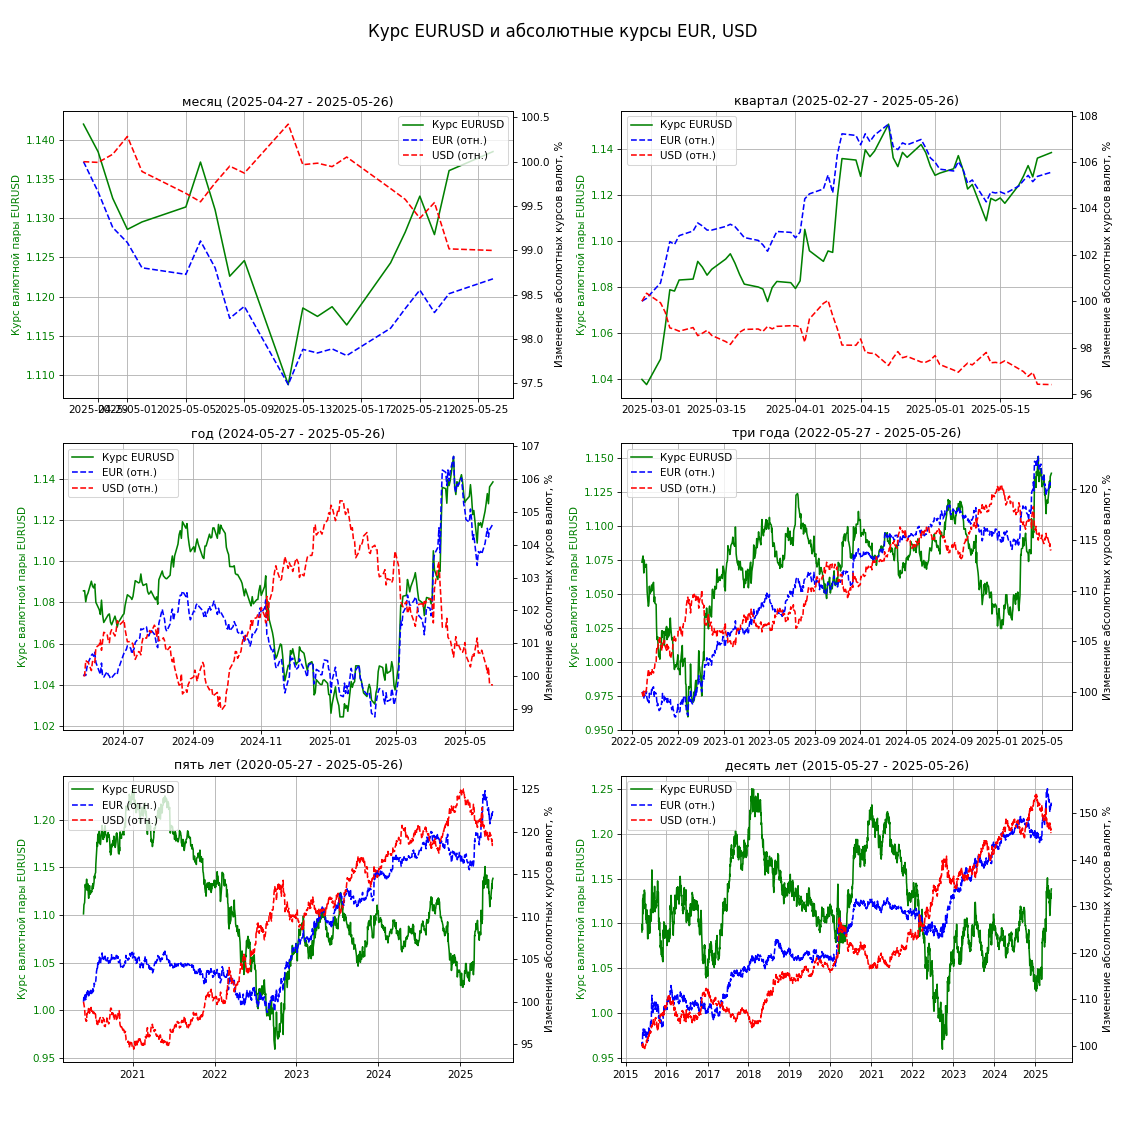 Курс EURUSD и абсолютные курсы EUR, USD
месяц (2025-04-27 - 2025-05-26)
Курс валютной пары EURUSD
1.140
1.135
1.130
1.125
1.120
1.115
1.110
Курс EURUSD
EUR (отн.)
USD (отн.)
100.5
100.0
99.5
99.0
98.5
98.0
97.5
Изменение абсолютных курсов валют, %
2025-04-29 2025-05-01 2025-05-05 2025-05-09 2025-05-13 2025-05-17 2025-05-21 2025-05-25
квартал (2025-02-27 - 2025-05-26)
Курс валютной пары EURUSD
1.14
1.12
1.10
1.08
1.06
1.04
Курс EURUSD
EUR (отн.)
USD (отн.)
108
106
104
102
100
98
96
Изменение абсолютных курсов валют, %
2025-03-01 2025-03-15 2025-04-01 2025-04-15 2025-05-01 2025-05-15
год (2024-05-27 - 2025-05-26)
Курс валютной пары EURUSD
1.14
1.12
1.10
1.08
1.06
1.04
1.02
Курс EURUSD
EUR (отн.)
USD (отн.)
107
106
105
104
103
102
101
100
99
Изменение абсолютных курсов валют, %
2024-07 2024-09 2024-11 2025-01 2025-03 2025-05
три года (2022-05-27 - 2025-05-26)
Курс валютной пары EURUSD
1.150
1.125
1.100
1.075
1.050
1.025
1.000
0.975
0.950
Курс EURUSD
EUR (отн.)
USD (отн.)
120
115
110
105
100
Изменение абсолютных курсов валют, %
2022-05 2022-09 2023-01 2023-05 2023-09 2024-01 2024-05 2024-09 2025-01 2025-05
пять лет (2020-05-27 - 2025-05-26)
Курс валютной пары EURUSD
1.20
1.15
1.10
1.05
1.00
0.95
Курс EURUSD
EUR (отн.)
USD (отн.)
125
120
115
110
105
100
95
Изменение абсолютных курсов валют, %
2021 2022 2023 2024 2025
десять лет (2015-05-27 - 2025-05-26)
Курс валютной пары EURUSD
1.25
1.20
1.15
1.10
1.05
1.00
0.95
Курс EURUSD
EUR (отн.)
USD (отн.)
150
140
130
120
110
100
Изменение абсолютных курсов валют, %
2015 2016 2017 2018 2019 2020 2021 2022 2023 2024 2025